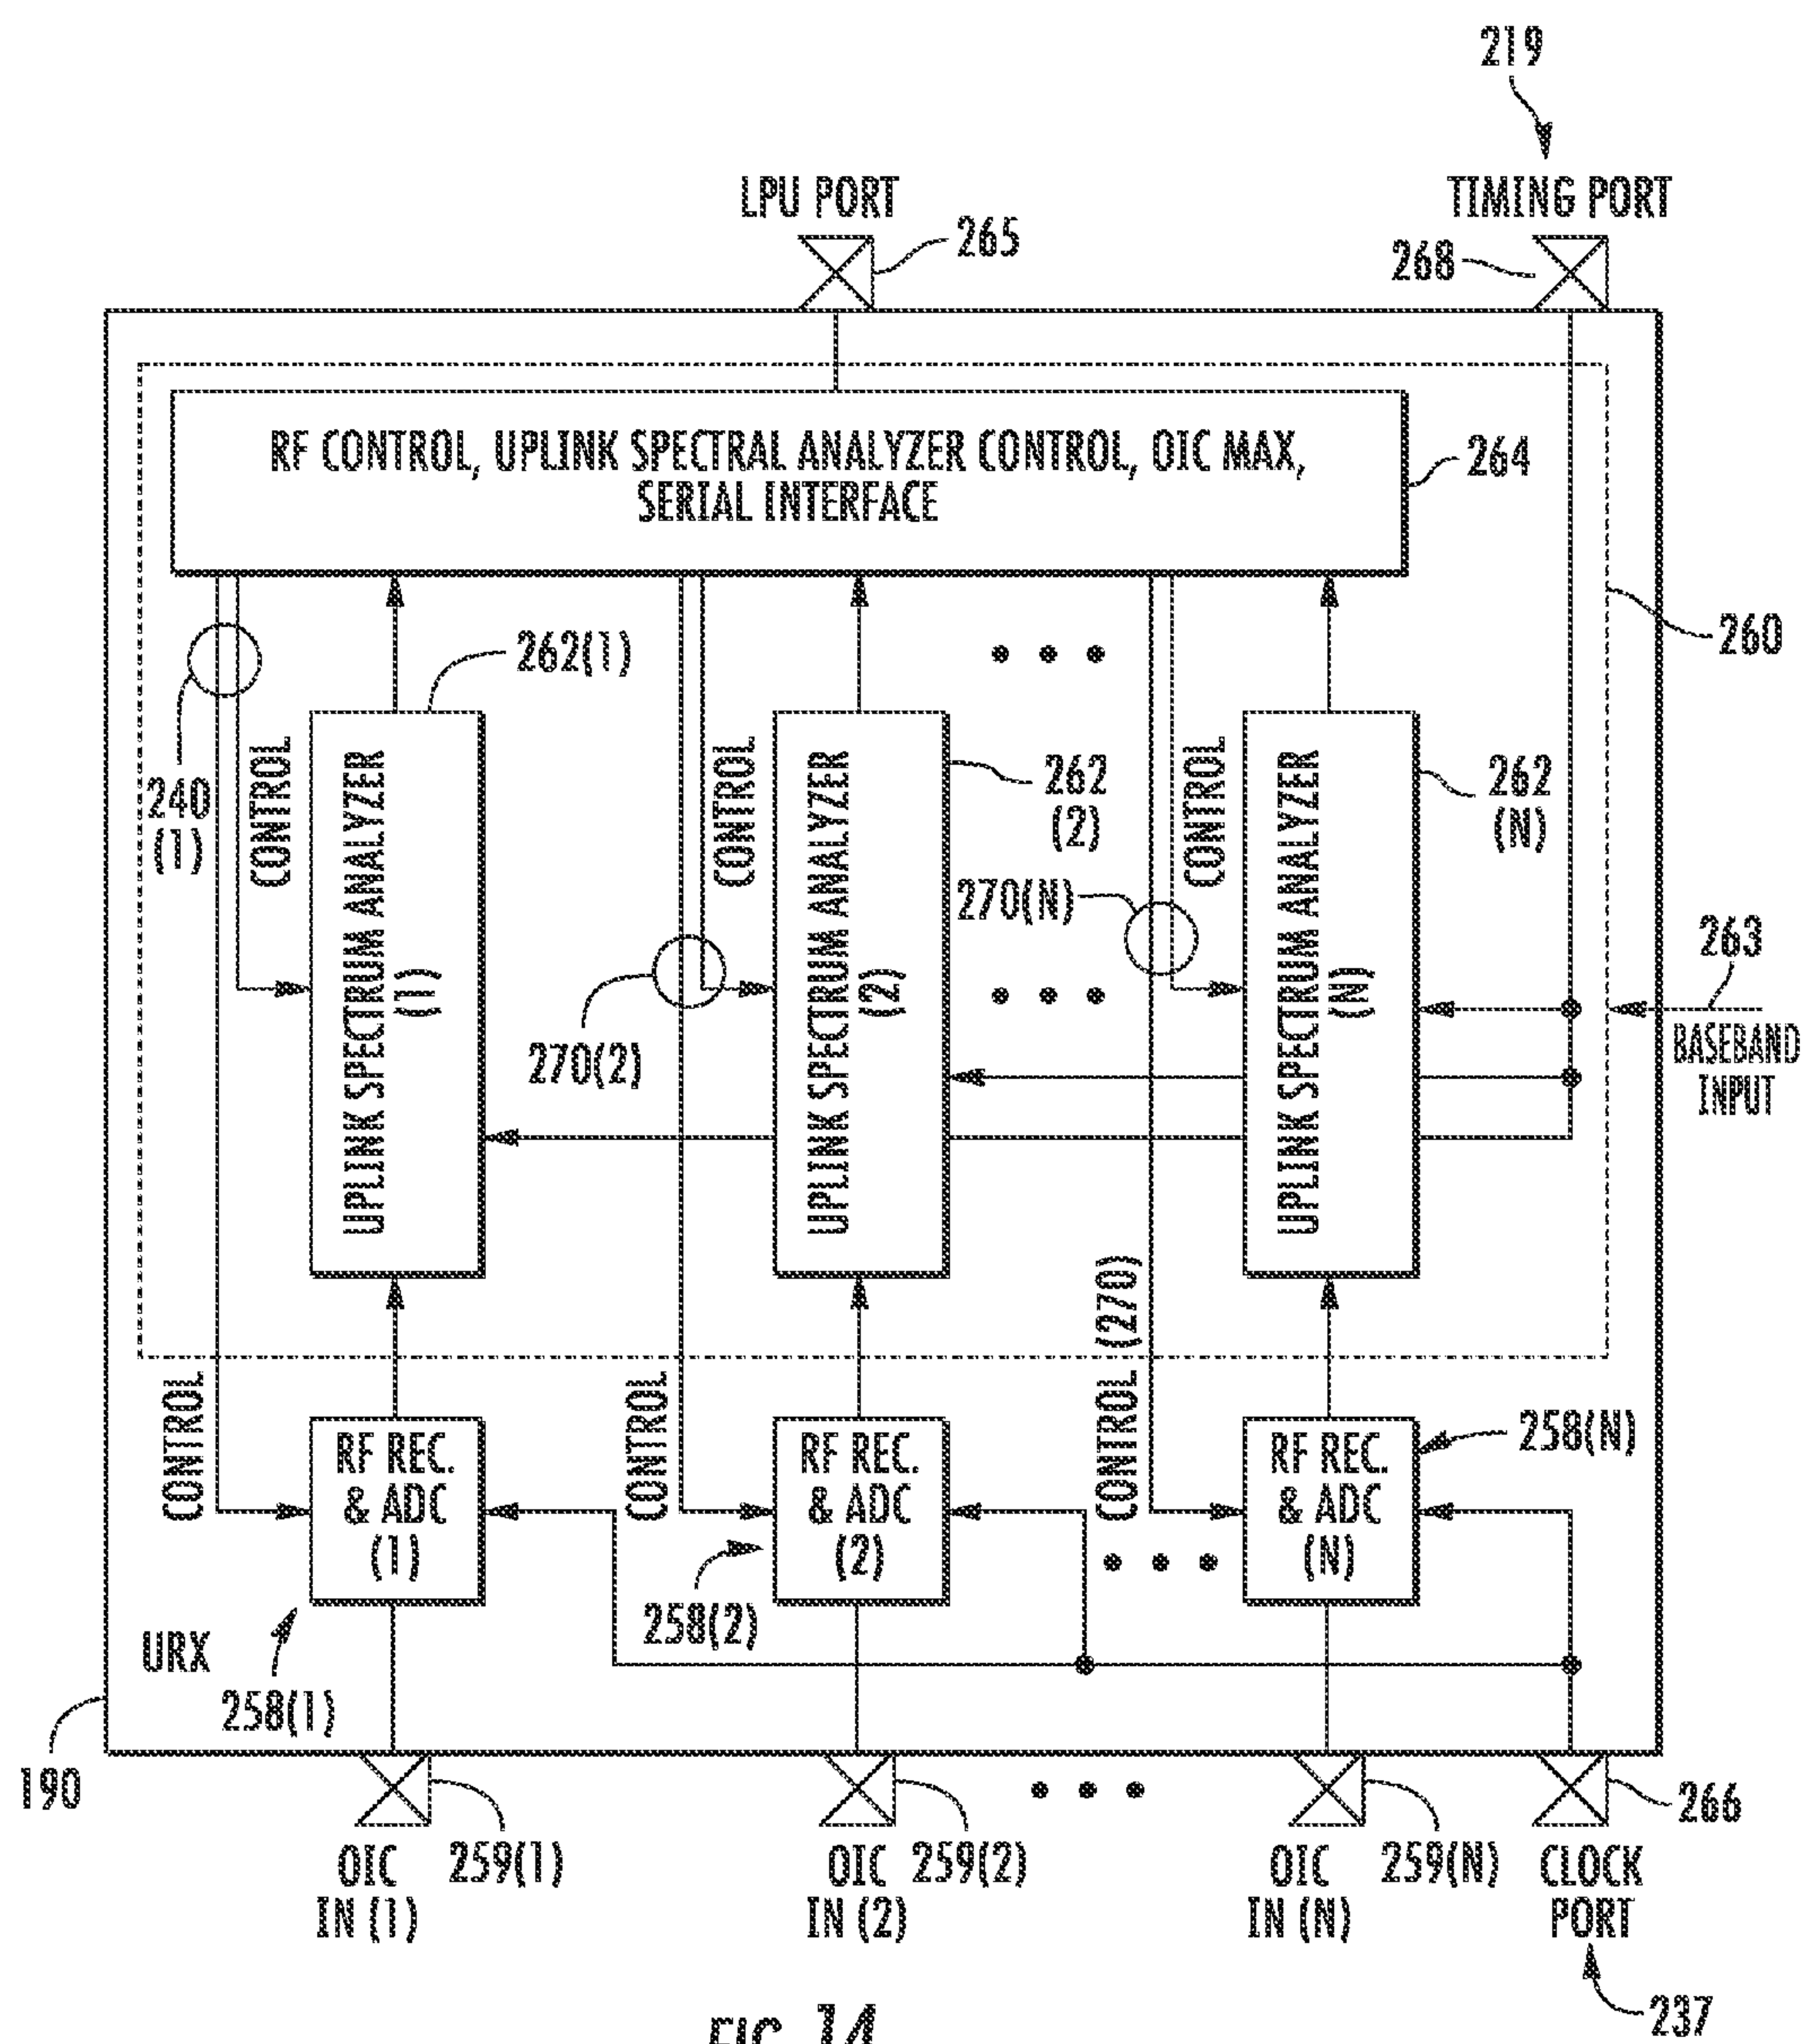 219
LPU PORT
TIMING PORT
265
268
RF CONTROL, UPLINK SPECTRAL ANALYZER CONTROL, OIC MAX,
SERIAL INTERFACE
264
260
262(1)
240
(1)
CONTROL
UPLINK SPECTRUM ANALYZER
(1)
CONTROL
UPLINK SPECTRUM ANALYZER
(2)
262
(2)
270(2)
270(N)
CONTROL
UPLINK SPECTRUM ANALYZER
(N)
262
(N)
263
BASEBAND
INPUT
CONTROL
RF REC.
& ADC
(1)
CONTROL
RF REC.
& ADC
(2)
CONTROL (270)
RF REC.
& ADC
(N)
258(N)
258(2)
URX
258(1)
190
266
OIC
IN (1)
259(1)
OIC
IN (2)
259(2)
OIC
IN (N)
259(N)
CLOCK
PORT
237
FIG. 14